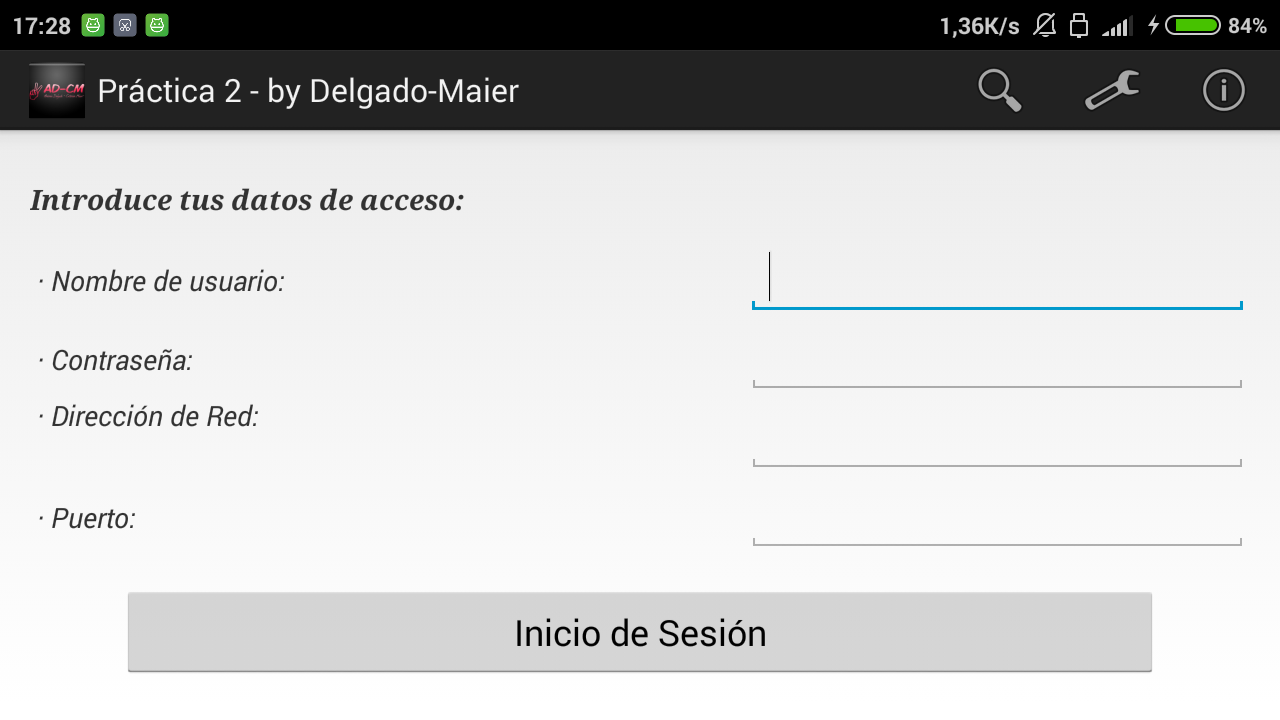 17:28 1,36K/s 84%
AD-CM Práctica 2 - by Delgado-Maier
Introduce tus datos de acceso:
· Nombre de usuario:
· Contraseña:
· Dirección de Red:
· Puerto:
Inicio de Sesión